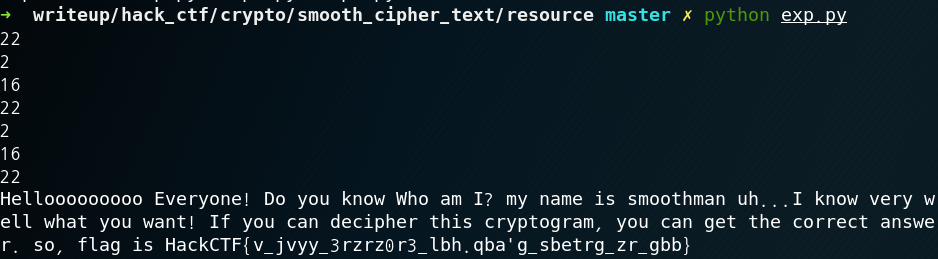 ➜ writeup/hack_ctf/crypto/smooth_cipher_text/resource master ✗ python exp.py
22
2
16
22
2
16
22
Hellooooooooo Everyone! Do you know Who am I? my name is smoothman uh...I know very w
ell what you want! If you can decipher this cryptogram, you can get the correct answe
r. so, flag is HackCTF{v_jvyy_3rzrz0r3_lbh.qba'g_sbetrg_zr_gbb}